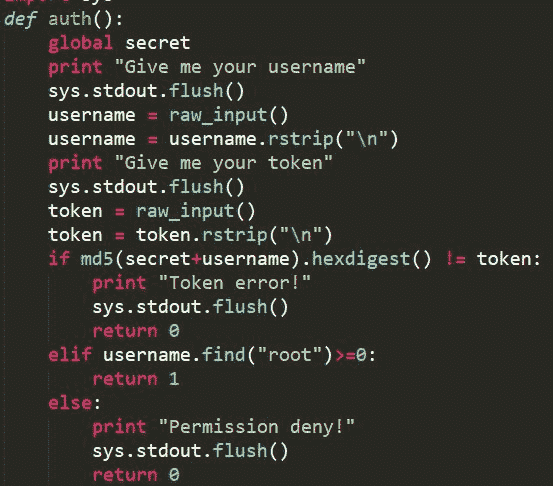 import sys
def auth():
    global secret
    print "Give me your username"
    sys.stdout.flush()
    username = raw_input()
    username = username.rstrip("\n")
    print "Give me your token"
    sys.stdout.flush()
    token = raw_input()
    token = token.rstrip("\n")
    if md5(secret+username).hexdigest() != token:
        print "Token error!"
        sys.stdout.flush()
        return 0
    elif username.find("root")>=0:
        return 1
    else:
        print "Permission deny!"
        sys.stdout.flush()
        return 0